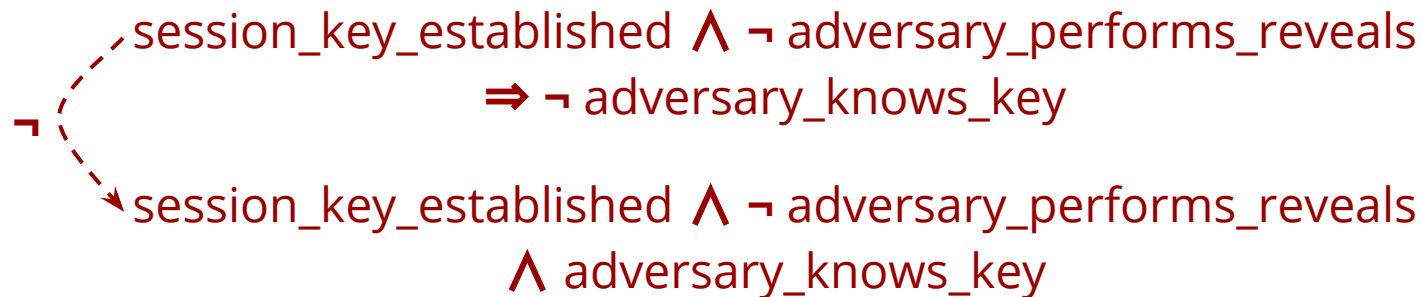 session_key_established ∧ ¬ adversary_performs_reveals
⇒ ¬ adversary_knows_key
¬
session_key_established ∧ ¬ adversary_performs_reveals
∧ adversary_knows_key